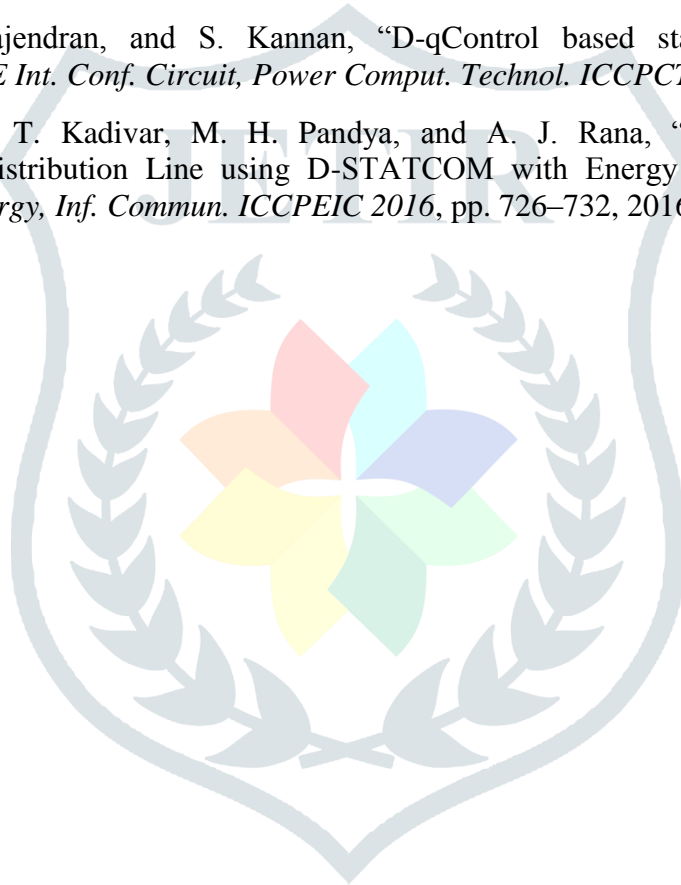 ajendran, and S. Kannan, “D-qControl based sta
E Int. Conf. Circuit, Power Comput. Technol. ICCPCT
T. Kadivar, M. H. Pandya, and A. J. Rana, “
istribution Line using D-STATCOM with Energy
rgy, Inf. Commun. ICCPEIC 2016, pp. 726–732, 2016
JETIR